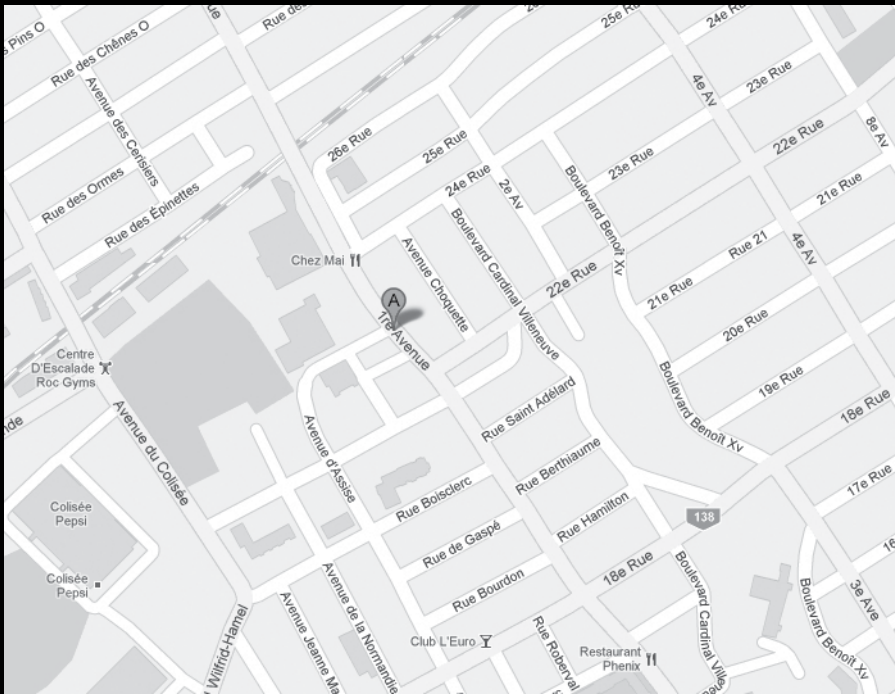 s Pins O
Rue des Chênes O
ue
Rue des
25e R
24e Ru
Avenue des Cerisiers
4e Av
23e Rue
22e Rue
8e Av
26e Rue
25e Rue
24e Rue
2e Av
23e Rue
21e Rue
Rue des Ormes
Rue des Épinettes
Boulevard Benoît Xv
Boulevard Cardinal Villeneuve
Rue 21
4e Av
Chez Mai
Avenue Choquette
22e Rue
21e Rue
A
1re Avenue
20e Rue
Centre
D'Escalade
Roc Gyms
19e Rue
18e Rue
nde
Avenue du Colisée
Avenue d'Assise
Rue Saint Adélard
Boulevard Benoît Xv
Rue Berthiaume
17e Rue
Colisée
Pepsi
Rue Boisclerc
Rue Hamilton
138
Rue de Gaspé
18e Rue
16
Colisée
Pepsi
Rue Bourdon
Avenue de la Normandie
Avenue Jeanne Ma
d Wilfrid-Hamel
Boulevard Cardinal Ville
Boulevard Benoît Xv
3e Ave
Club L'Euro
Rue Roberval
Restaurant
Phenix
neuve